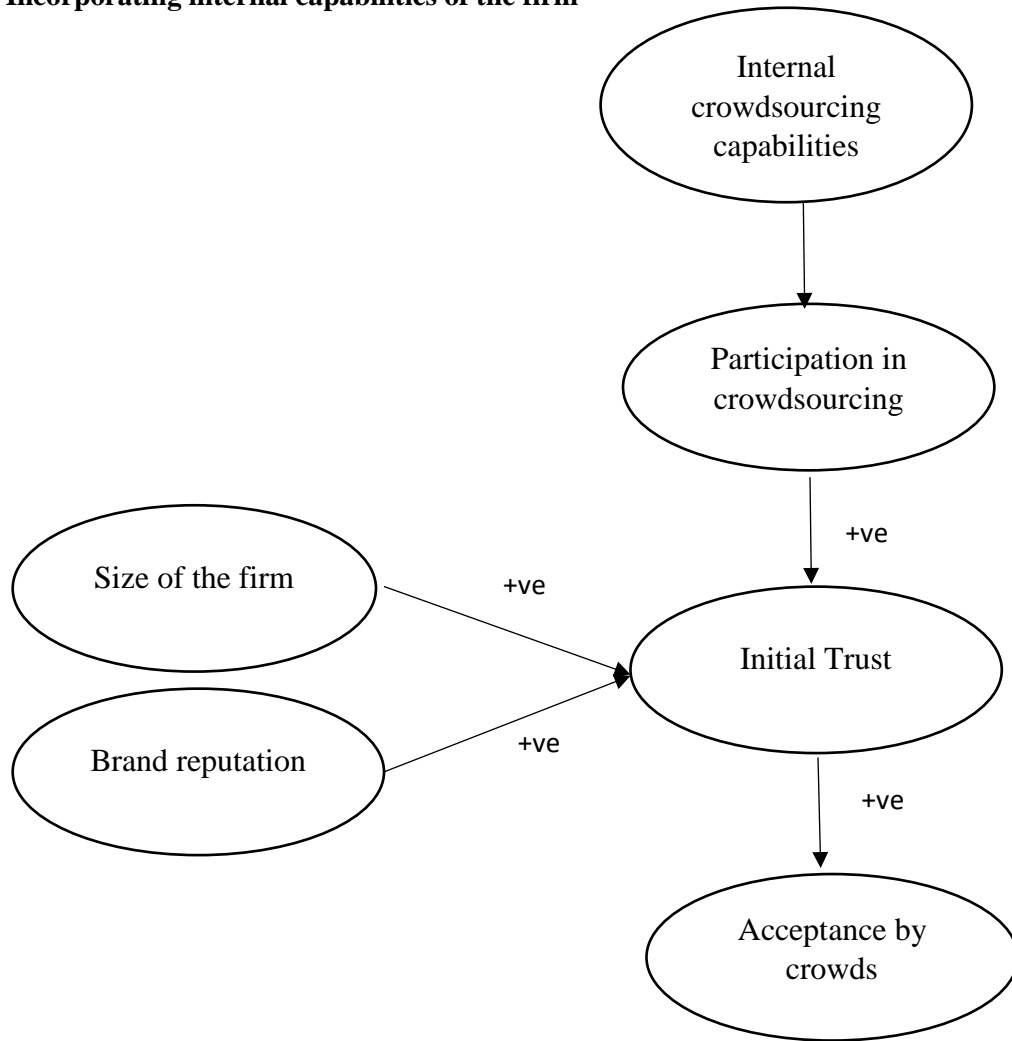 Incorporating internal capabilities of the firm
Internal
crowdsourcing
capabilities
Participation in
crowdsourcing
+ve
Size of the firm
+ve
Initial Trust
Brand reputation
+ve
+ve
Acceptance by
crowds